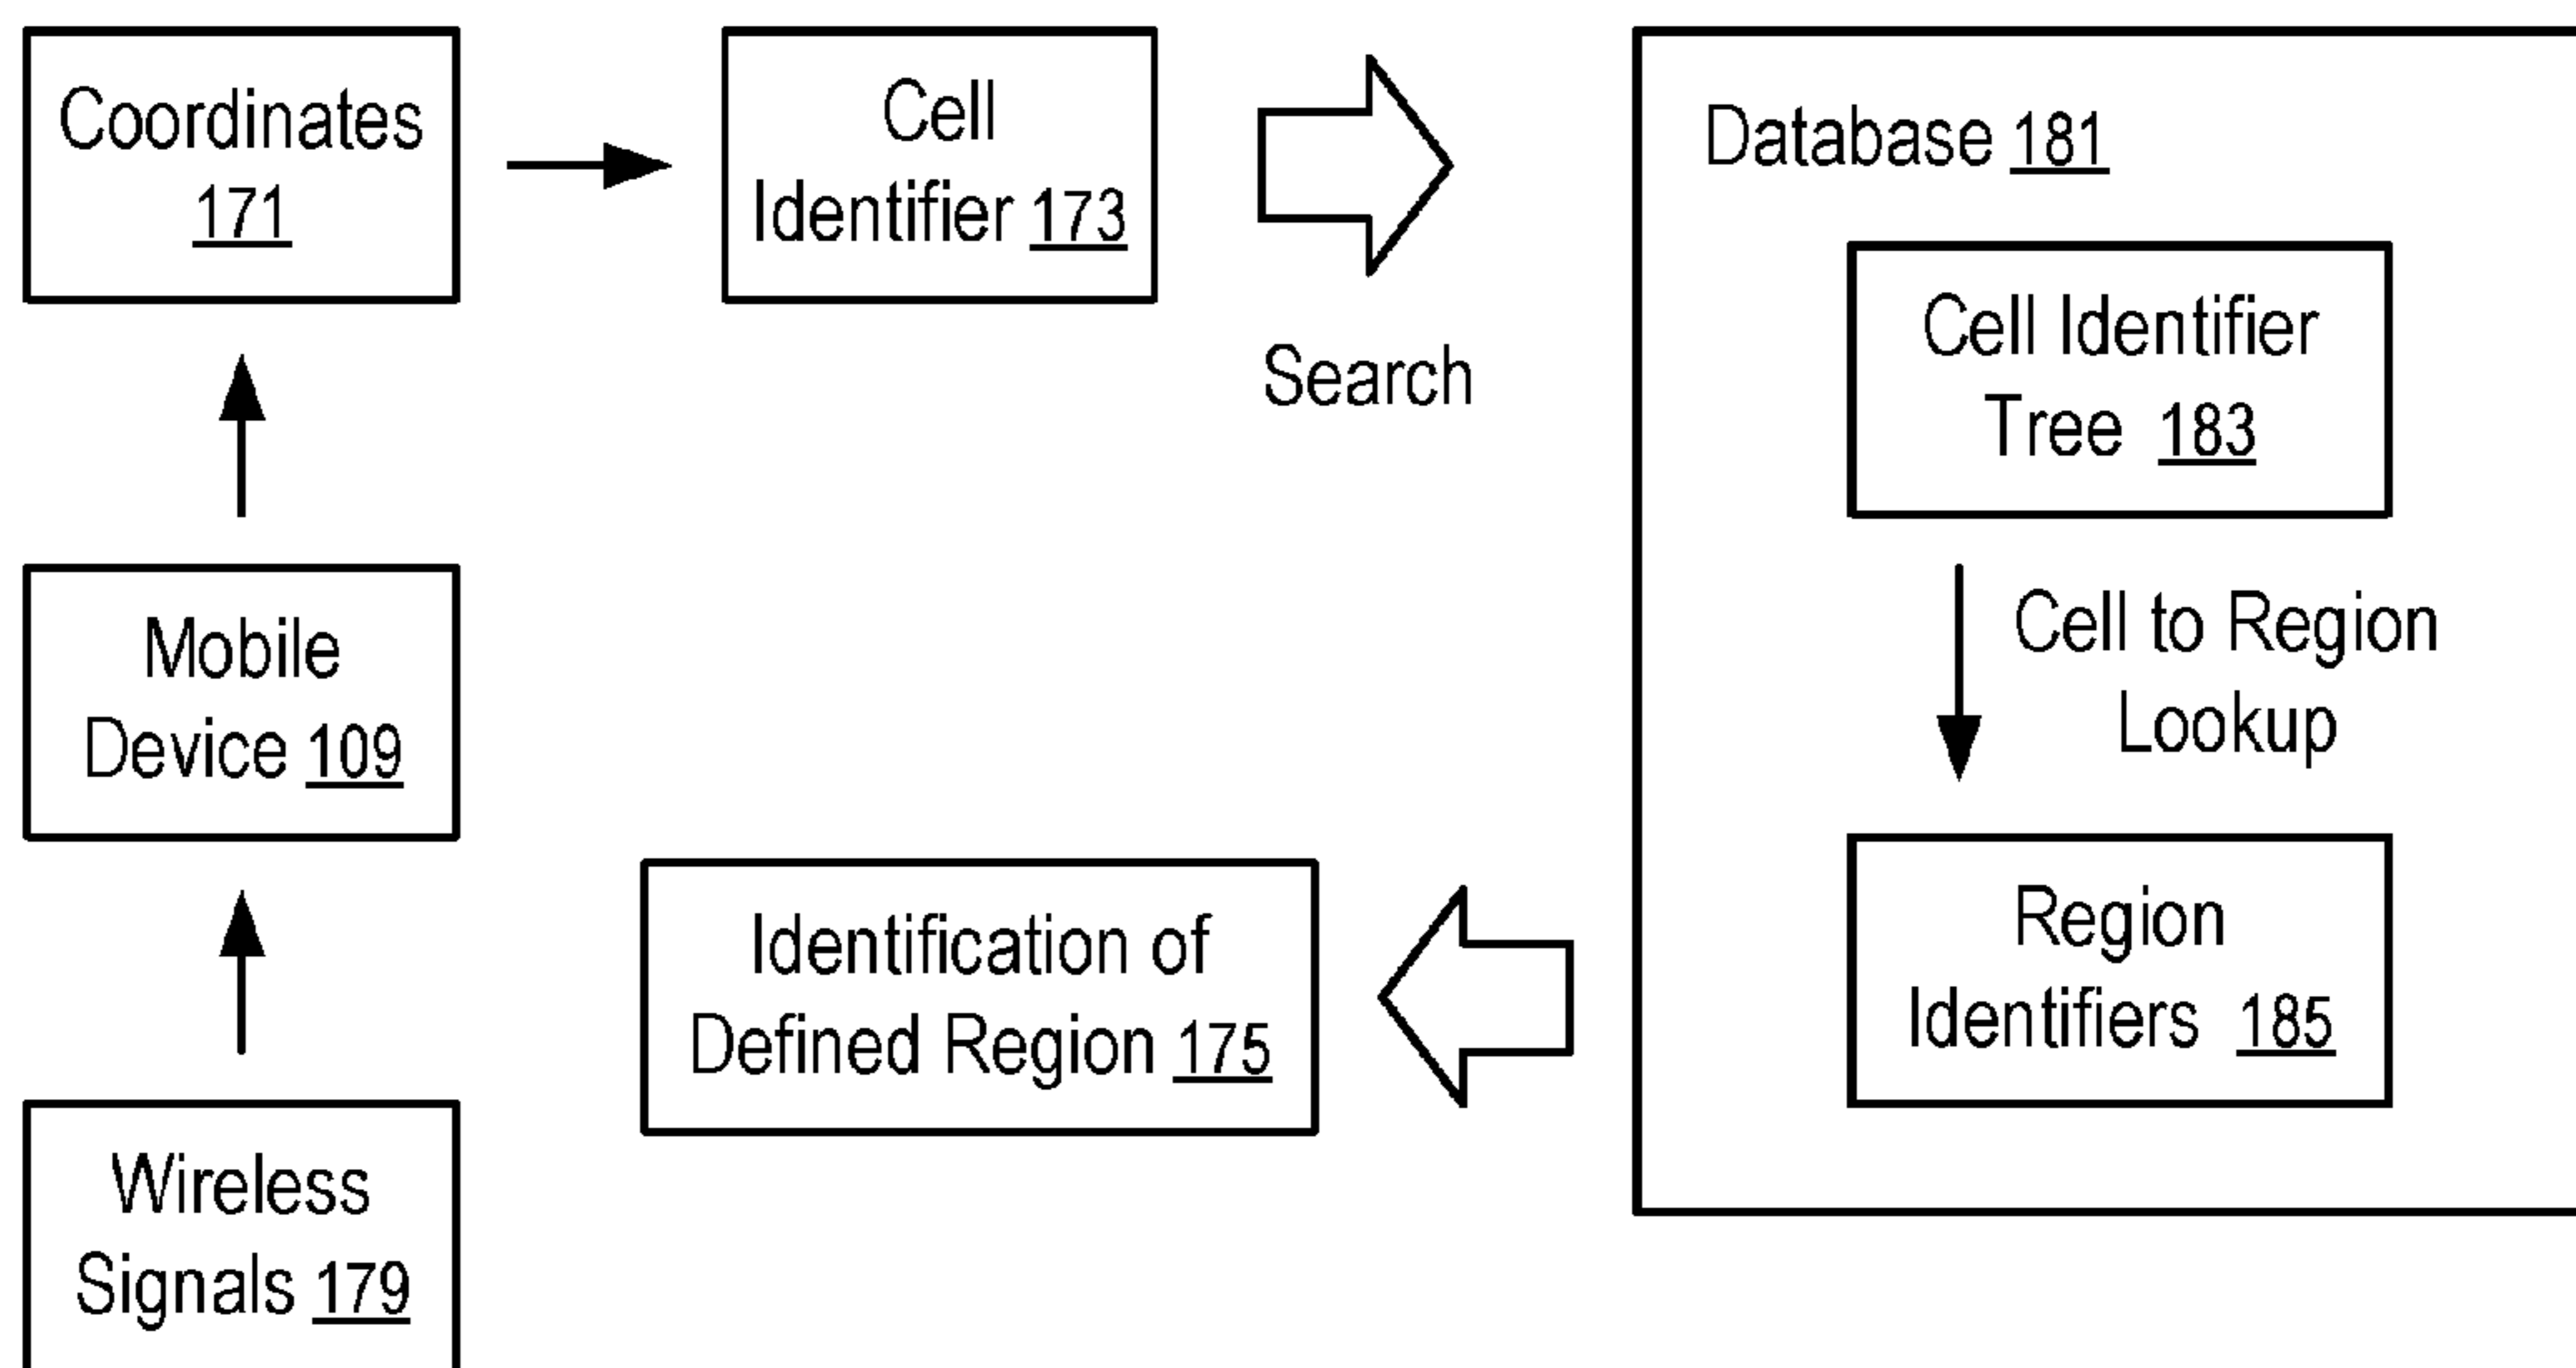 Coordinates
171
Cell
Identifier 173
Search
Database 181
Cell Identifier
Tree 183
Cell to Region
Lookup
Region
Identifiers 185
Mobile
Device 109
Identification of
Defined Region 175
Wireless
Signals 179